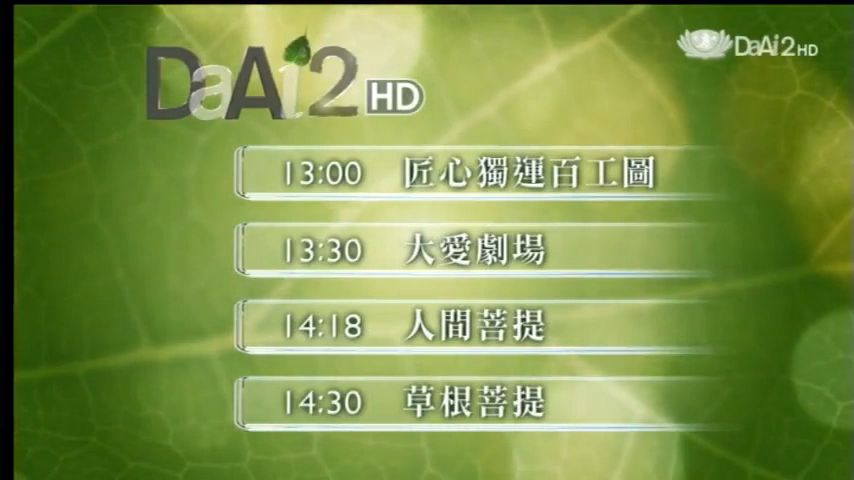 DaAi2 HD
DaAi2 HD
13:00 匠心獨運百工圖
13:30 大愛劇場
14:18 人間菩提
14:30 草根菩提